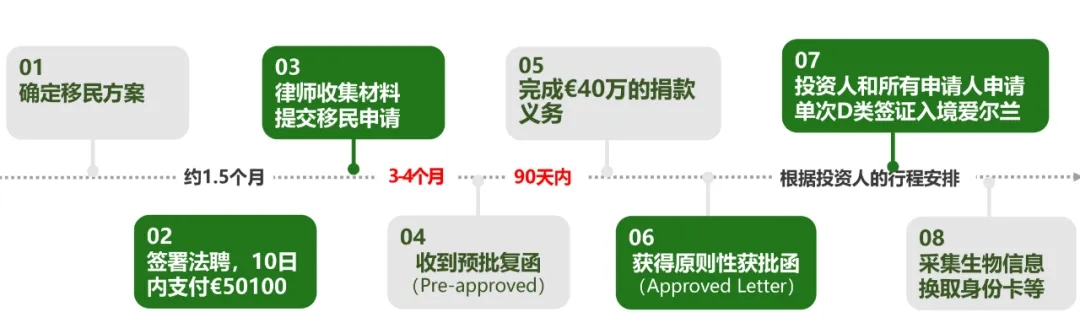 01
确定移民方案
约1.5个月
02
签署法聘，10日
内支付€50100
03
律师收集材料
提交移民申请
3-4个月
04
收到预批复函
（Pre-approved）
90天内
05
完成€40万的捐款
义务
06
获得原则性获批函
（Approved Letter）
07
投资人和所有申请人申请
单次D类签证入境爱尔兰
根据投资人的行程安排
08
采集生物信息
换取身份卡等